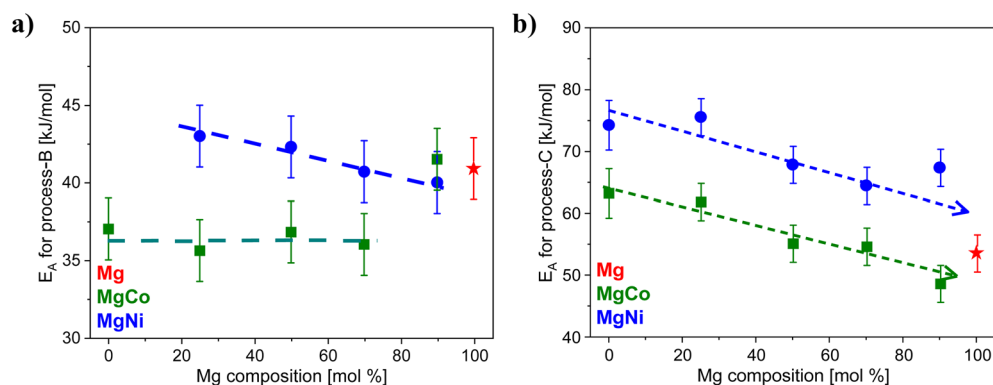 a)
E_A for process-B [kJ/mol]
50
45
40
35
30
Mg
MgCo
MgNi
0 20 40 60 80 100
Mg composition [mol %]
b)
E_A for process-C [kJ/mol]
90
80
70
60
50
40
Mg
MgCo
MgNi
0 20 40 60 80 100
Mg composition [mol %]